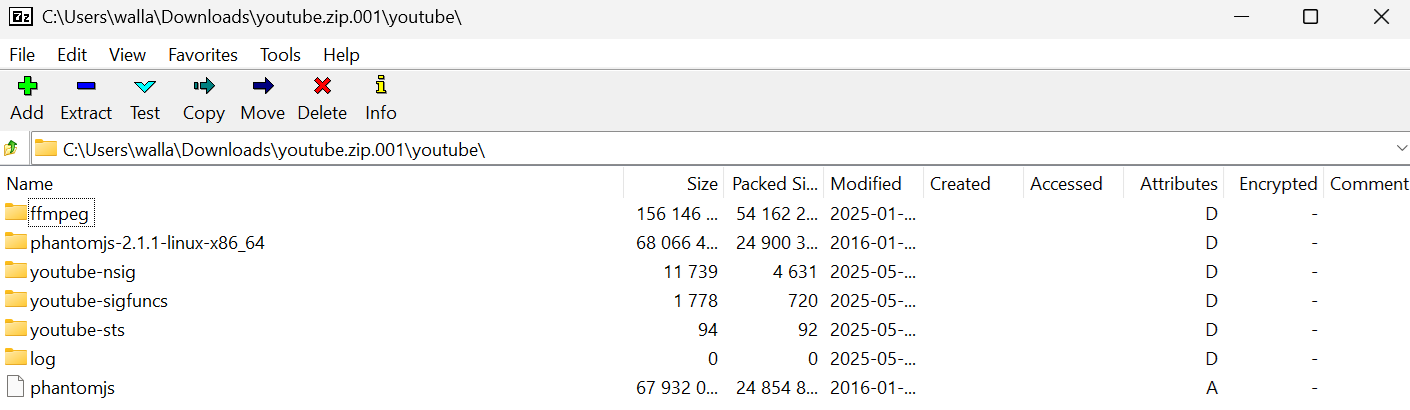 7z C:\Users\walla\Downloads\youtube.zip.001\youtube\
File Edit View Favorites Tools Help
Add Extract Test Copy Move Delete Info
C:\Users\walla\Downloads\youtube.zip.001\youtube\
Name Size Packed Si... Modified Created Accessed Attributes Encrypted Comment
ffmpeg 156 146 ... 54 162 2... 2025-01-... D -
phantomjs-2.1.1-linux-x86_64 68 066 4... 24 900 3... 2016-01-... D -
youtube-nsig 11 739 4 631 2025-05-... D -
youtube-sigfuncs 1 778 720 2025-05-... D -
youtube-sts 94 92 2025-05-... D -
log 0 0 2025-05-... D -
phantomjs 67 932 0... 24 854 8... 2016-01-... A -